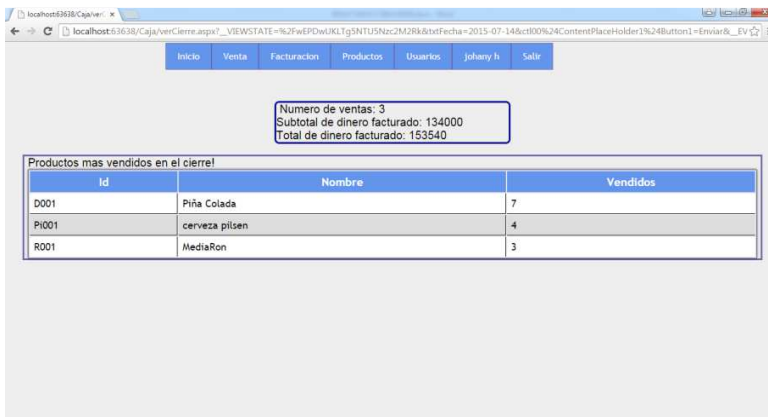 localhost:63638/Caja/ver
localhost:63638/Caja/verCierre.aspx?__VIEWSTATE=%2FwEPDwUKLTg5NTU5Nzc2M2Rk&txtFecha=2015-07-14&ctl00%24ContentPlaceHolder1%24Button1=Enviar&__EV
Inicio Venta Facturacion Productos Usuarios johany h Salir
Numero de ventas: 3
Subtotal de dinero facturado: 134000
Total de dinero facturado: 153540
Productos mas vendidos en el cierre!
Id Nombre Vendidos
D001 Piña Colada 7
Pi001 cerveza pilsen 4
R001 MediaRon 3